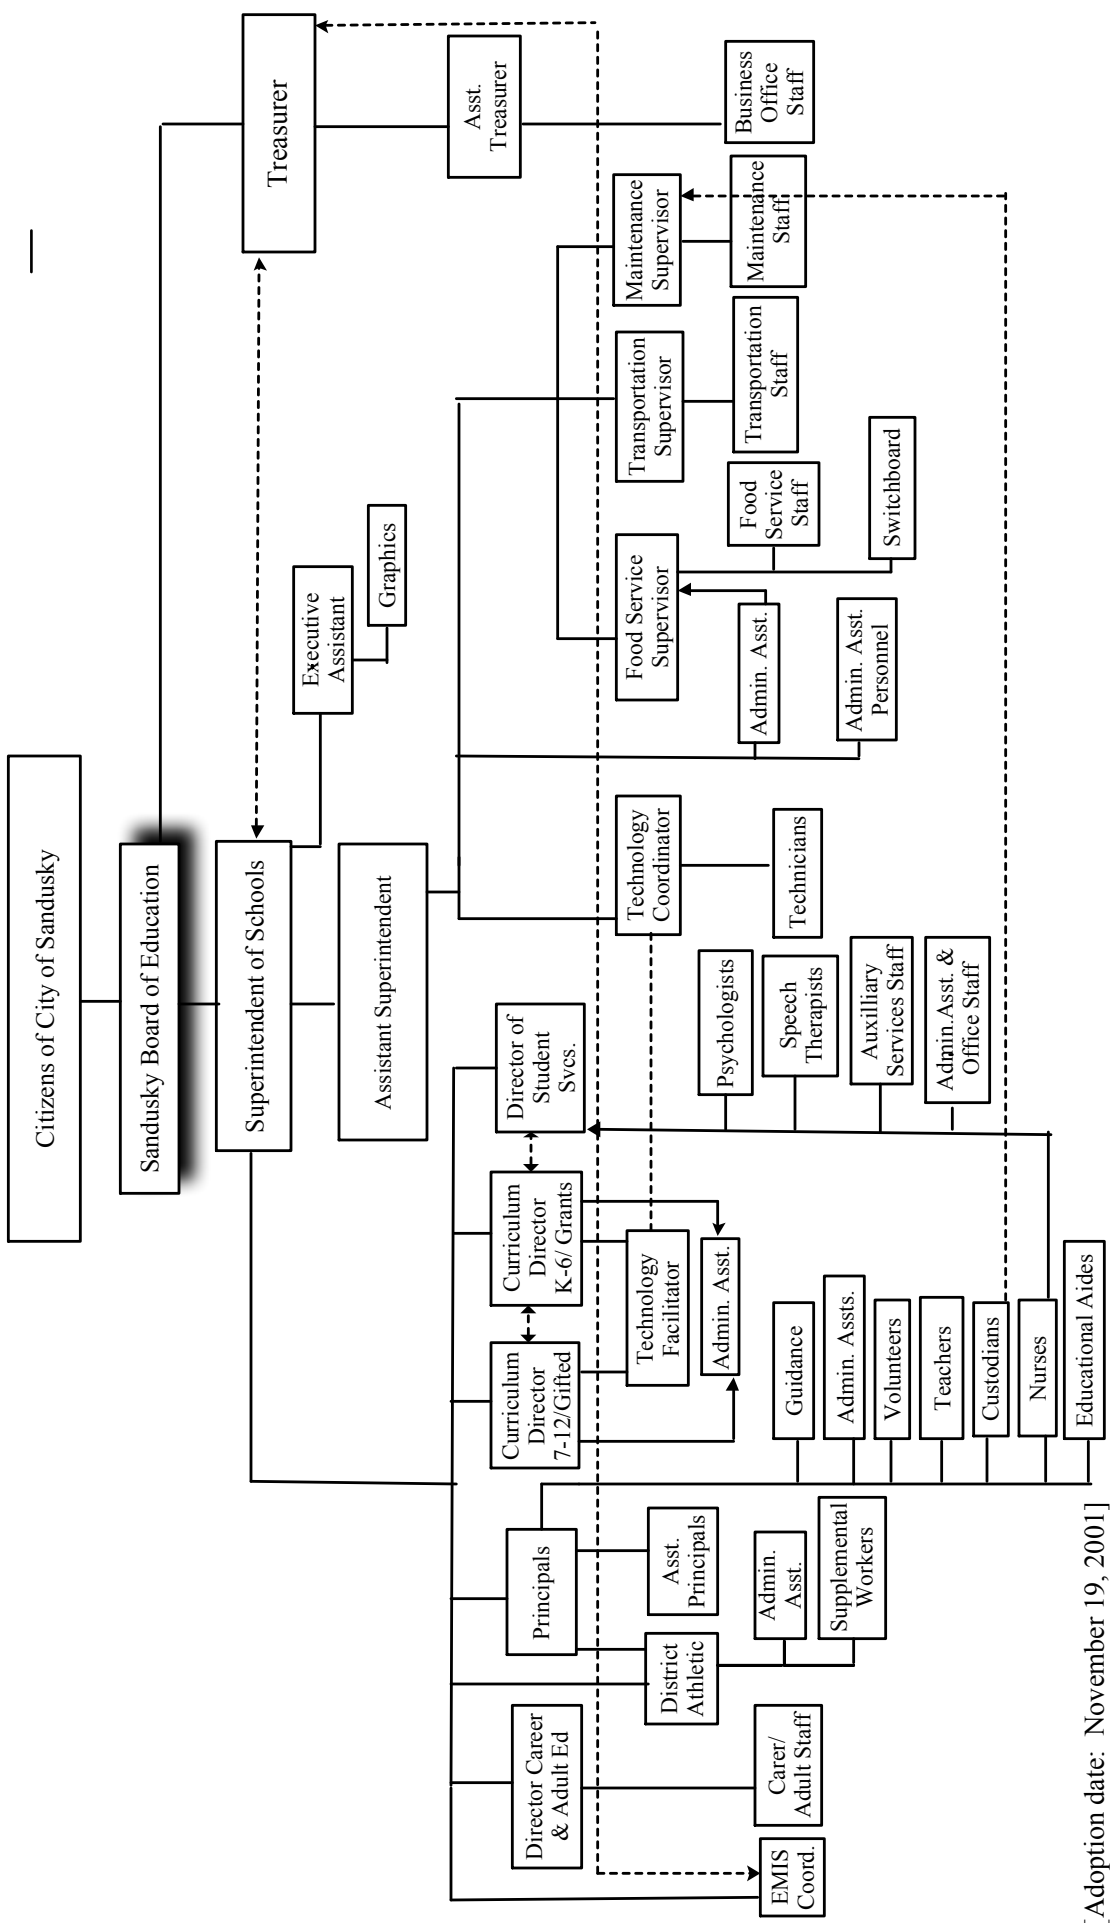 Citizens of City of Sandusky
Sandusky Board of Education
Superintendent of Schools
Treasurer
Executive
Assistant
Graphics
Assistant Superintendent
Asst.
Treasurer
Business
Office
Staff
Director Career
& Adult Ed
Carer/
Adult Staff
EMIS
Coord.
Principals
District
Athletic
Asst.
Principals
Admin.
Asst.
Supplemental
Workers
Curriculum
Director
7-12/Gifted
Curriculum
Director
K-6/ Grants
Director of
Student
Svcs.
Technology
Facilitator
Admin. Asst.
Guidance
Admin. Assts.
Volunteers
Teachers
Custodians
Nurses
Educational Aides
Psychologists
Speech
Therapists
Auxilliary
Services Staff
Admin.Asst. &
Office Staff
Technology
Coordinator
Technicians
Food Service
Supervisor
Transportation
Supervisor
Maintenance
Supervisor
Admin. Asst.
Admin. Asst.
Personnel
Food
Service
Staff
Switchboard
Transportation
Staff
Maintenance
Staff
[Adoption date:  November 19, 2001]